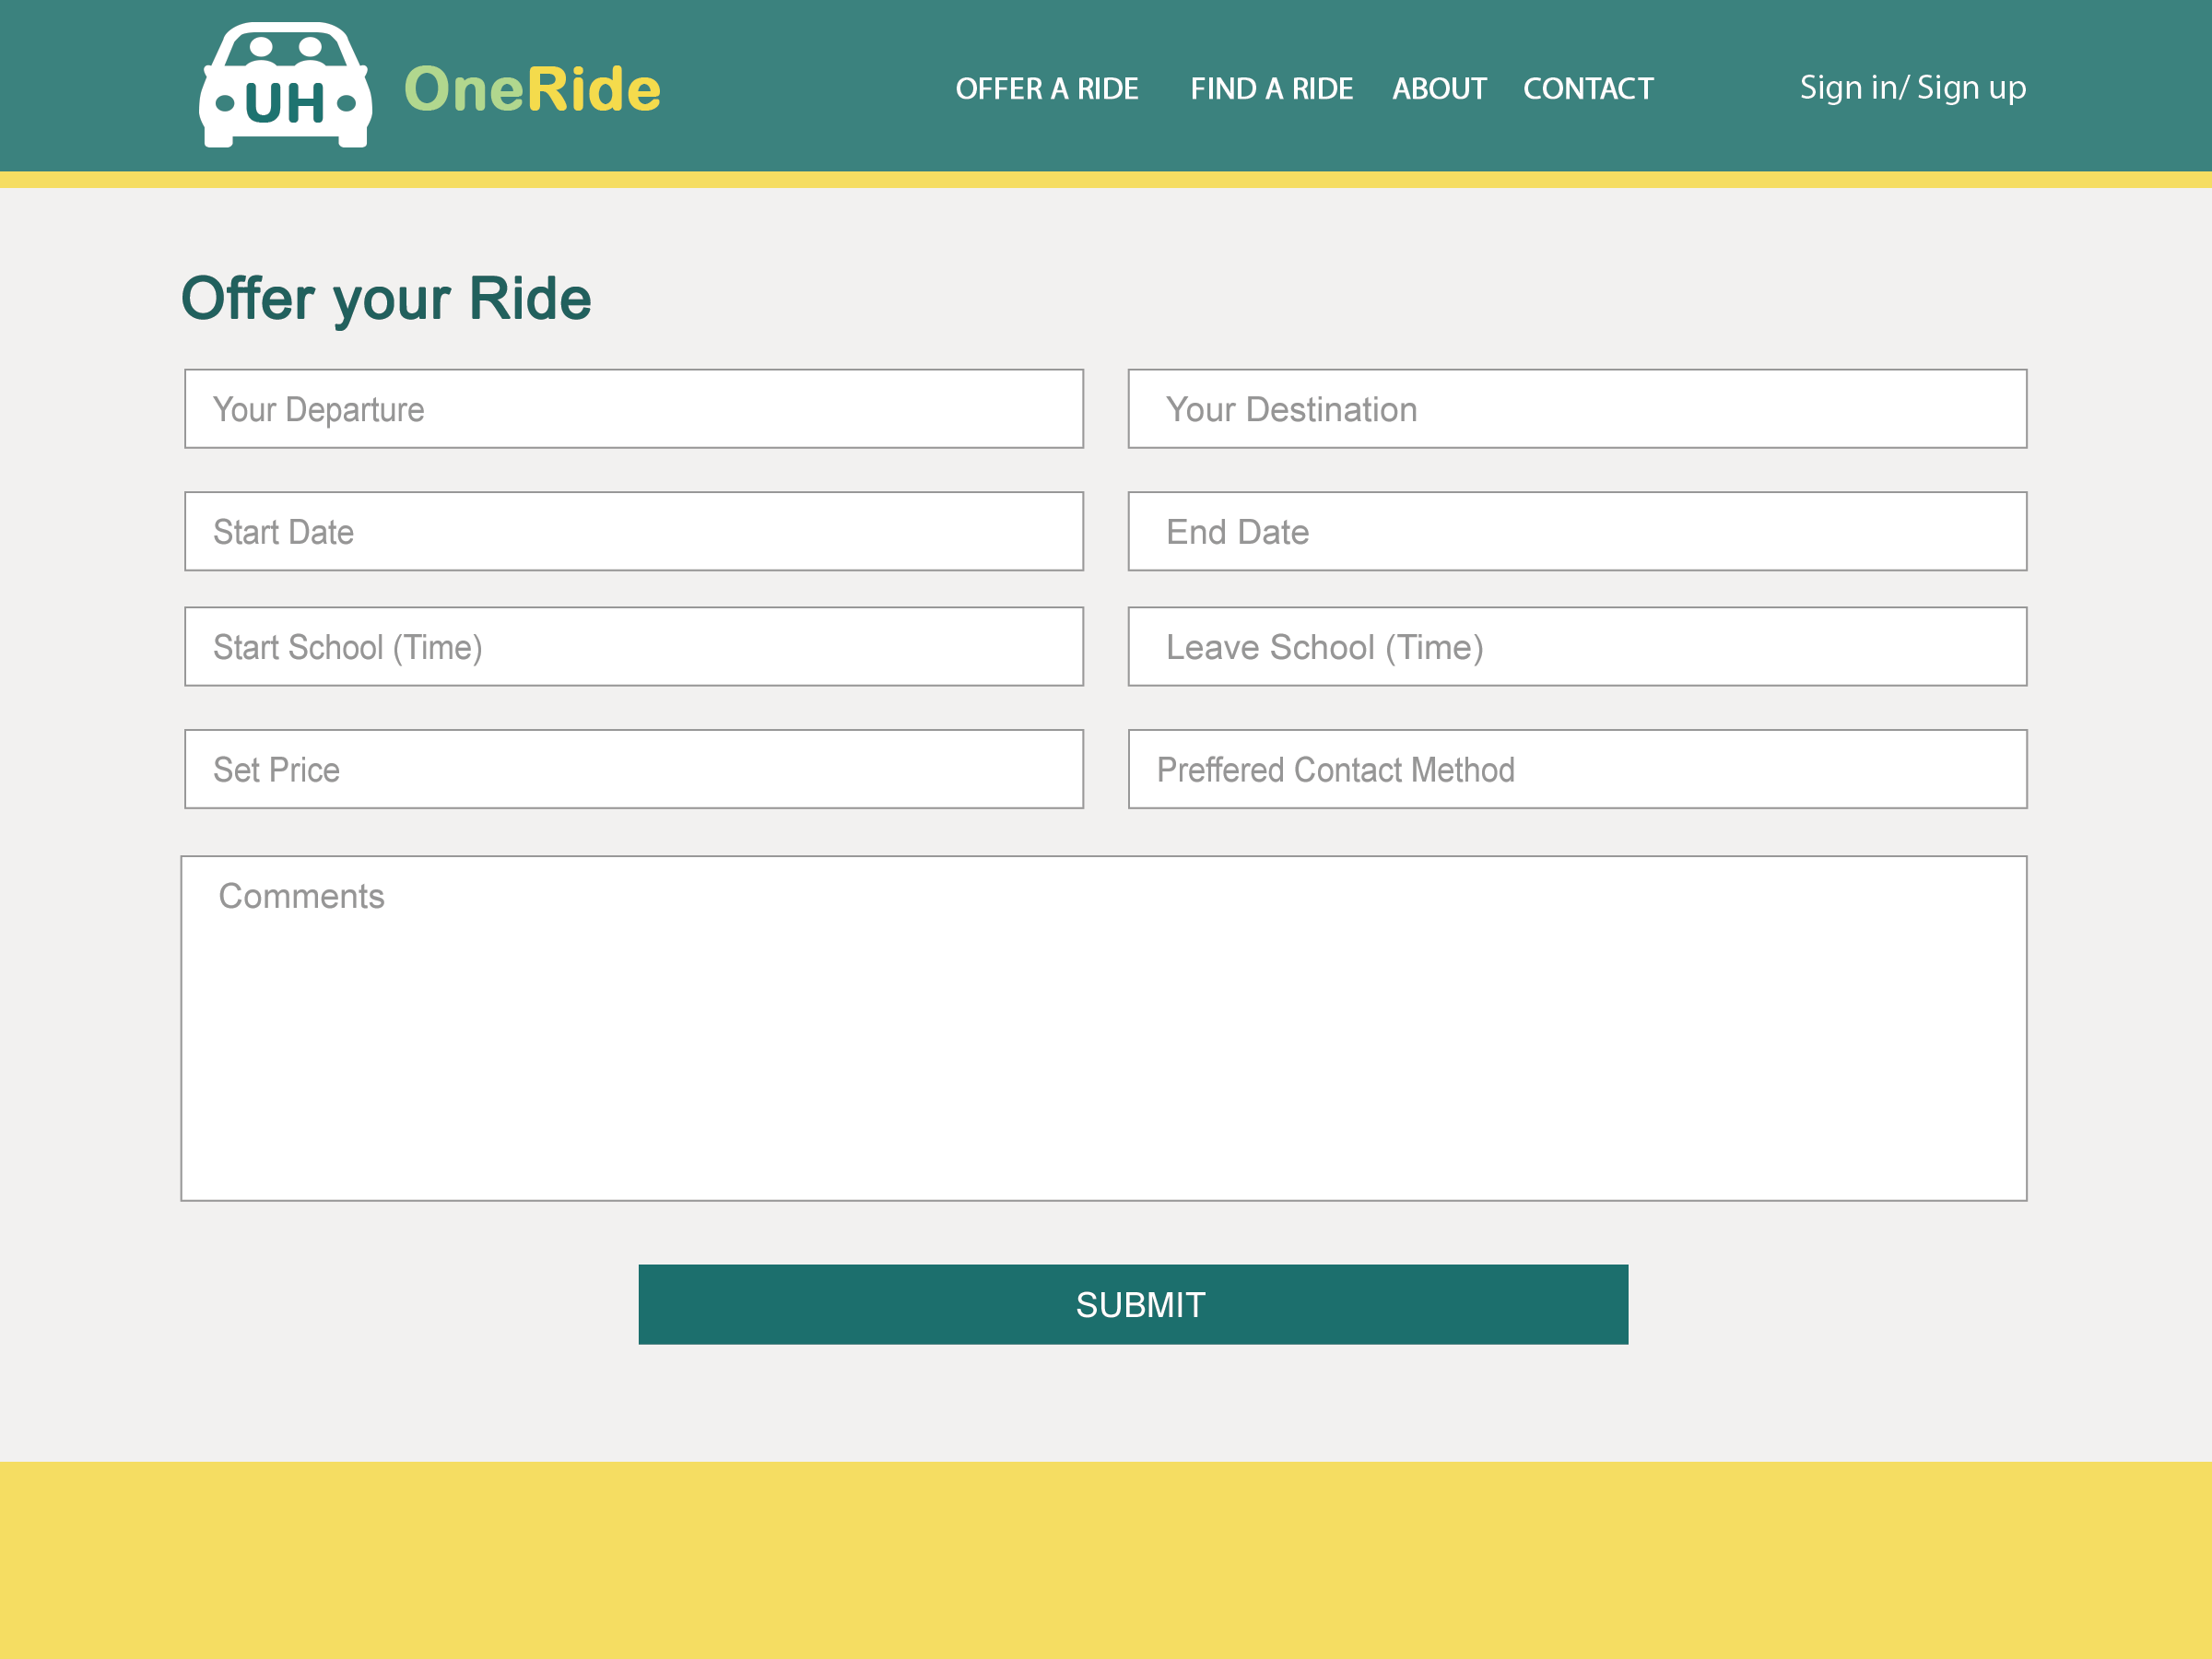 UH
OneRide
OFFER A RIDE
FIND A RIDE
ABOUT
CONTACT
Sign in/ Sign up
Offer your Ride
Your Departure
Your Destination
Start Date
End Date
Start School (Time)
Leave School (Time)
Set Price
Preffered Contact Method
Comments
SUBMIT